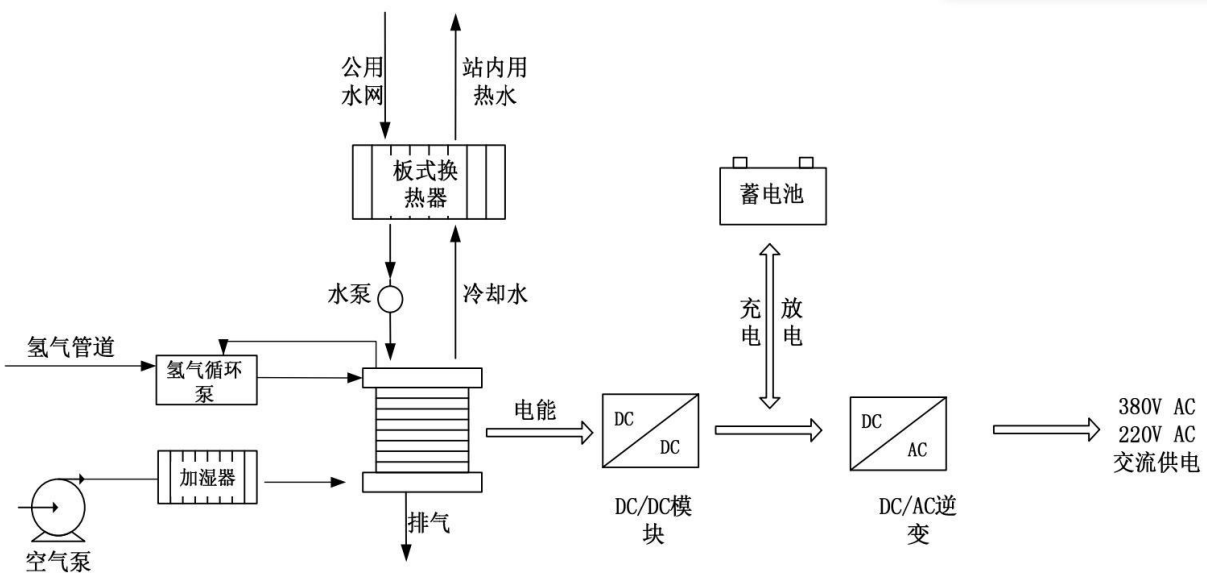 公用
水网
站内用
热水
板式换
热器
蓄电池
水泵
冷却水
充
电
放
电
氢气管道
氢气循环
泵
电能
DC
DC
DC
AC
380V AC
220V AC
交流供电
加湿器
DC/DC模
块
DC/AC逆
变
排气
空气泵